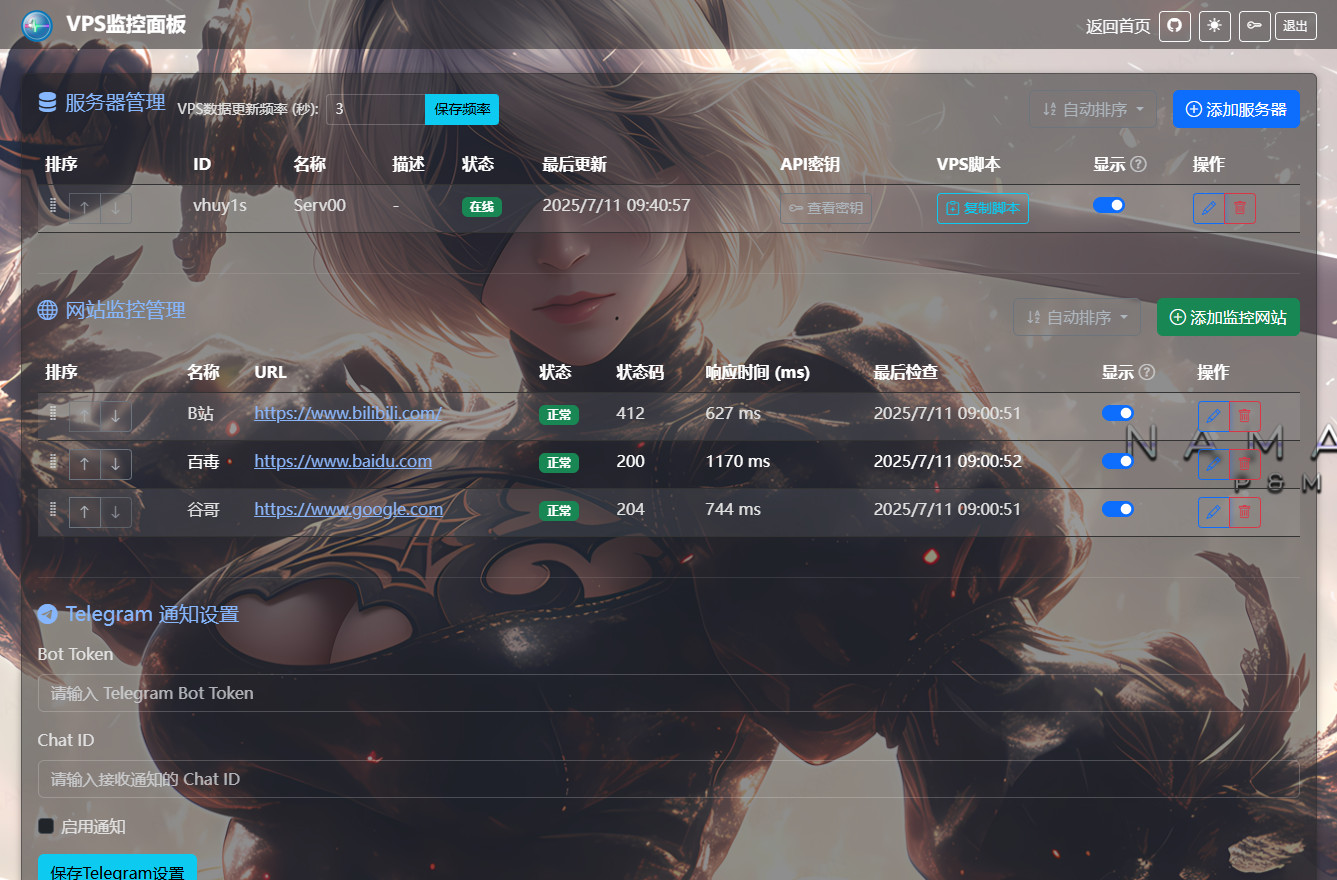 VPS监控面板 返回首页 退出
服务器管理 VPS数据更新频率 (秒): 3 保存频率 自动排序 添加服务器
排序 ID 名称 描述 状态 最后更新 API密钥 VPS脚本 显示 操作
vhuy1s Serv00 - 在线 2025/7/11 09:40:57 查看密钥 复制脚本
网站监控管理 自动排序 添加监控网站
排序 名称 URL 状态 状态码 响应时间 (ms) 最后检查 显示 操作
B站 https://www.bilibili.com/ 正常 412 627 ms 2025/7/11 09:00:51
百毒 https://www.baidu.com 正常 200 1170 ms 2025/7/11 09:00:52
谷哥 https://www.google.com 正常 204 744 ms 2025/7/11 09:00:51
NAMA
P&M
Telegram 通知设置
Bot Token
请输入 Telegram Bot Token
Chat ID
请输入接收通知的 Chat ID
启用通知
保存Telegram设置